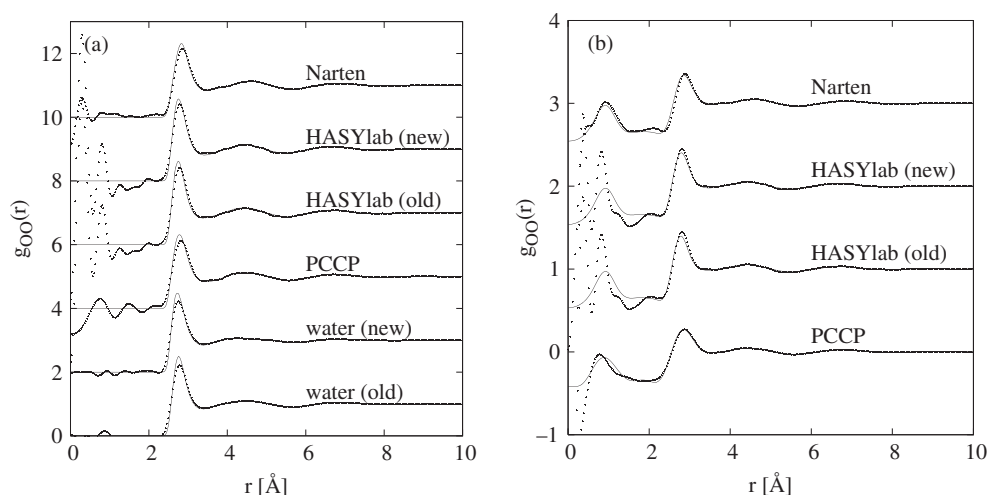 (a)
12
10
8
6
4
2
0
gOO(r)
Narten
HASYlab (new)
HASYlab (old)
PCCP
water (new)
water (old)
0 2 4 6 8 10
r [Å]
(b)
4
3
2
1
0
−1
gOO(r)
Narten
HASYlab (new)
HASYlab (old)
PCCP
0 2 4 6 8 10
r [Å]